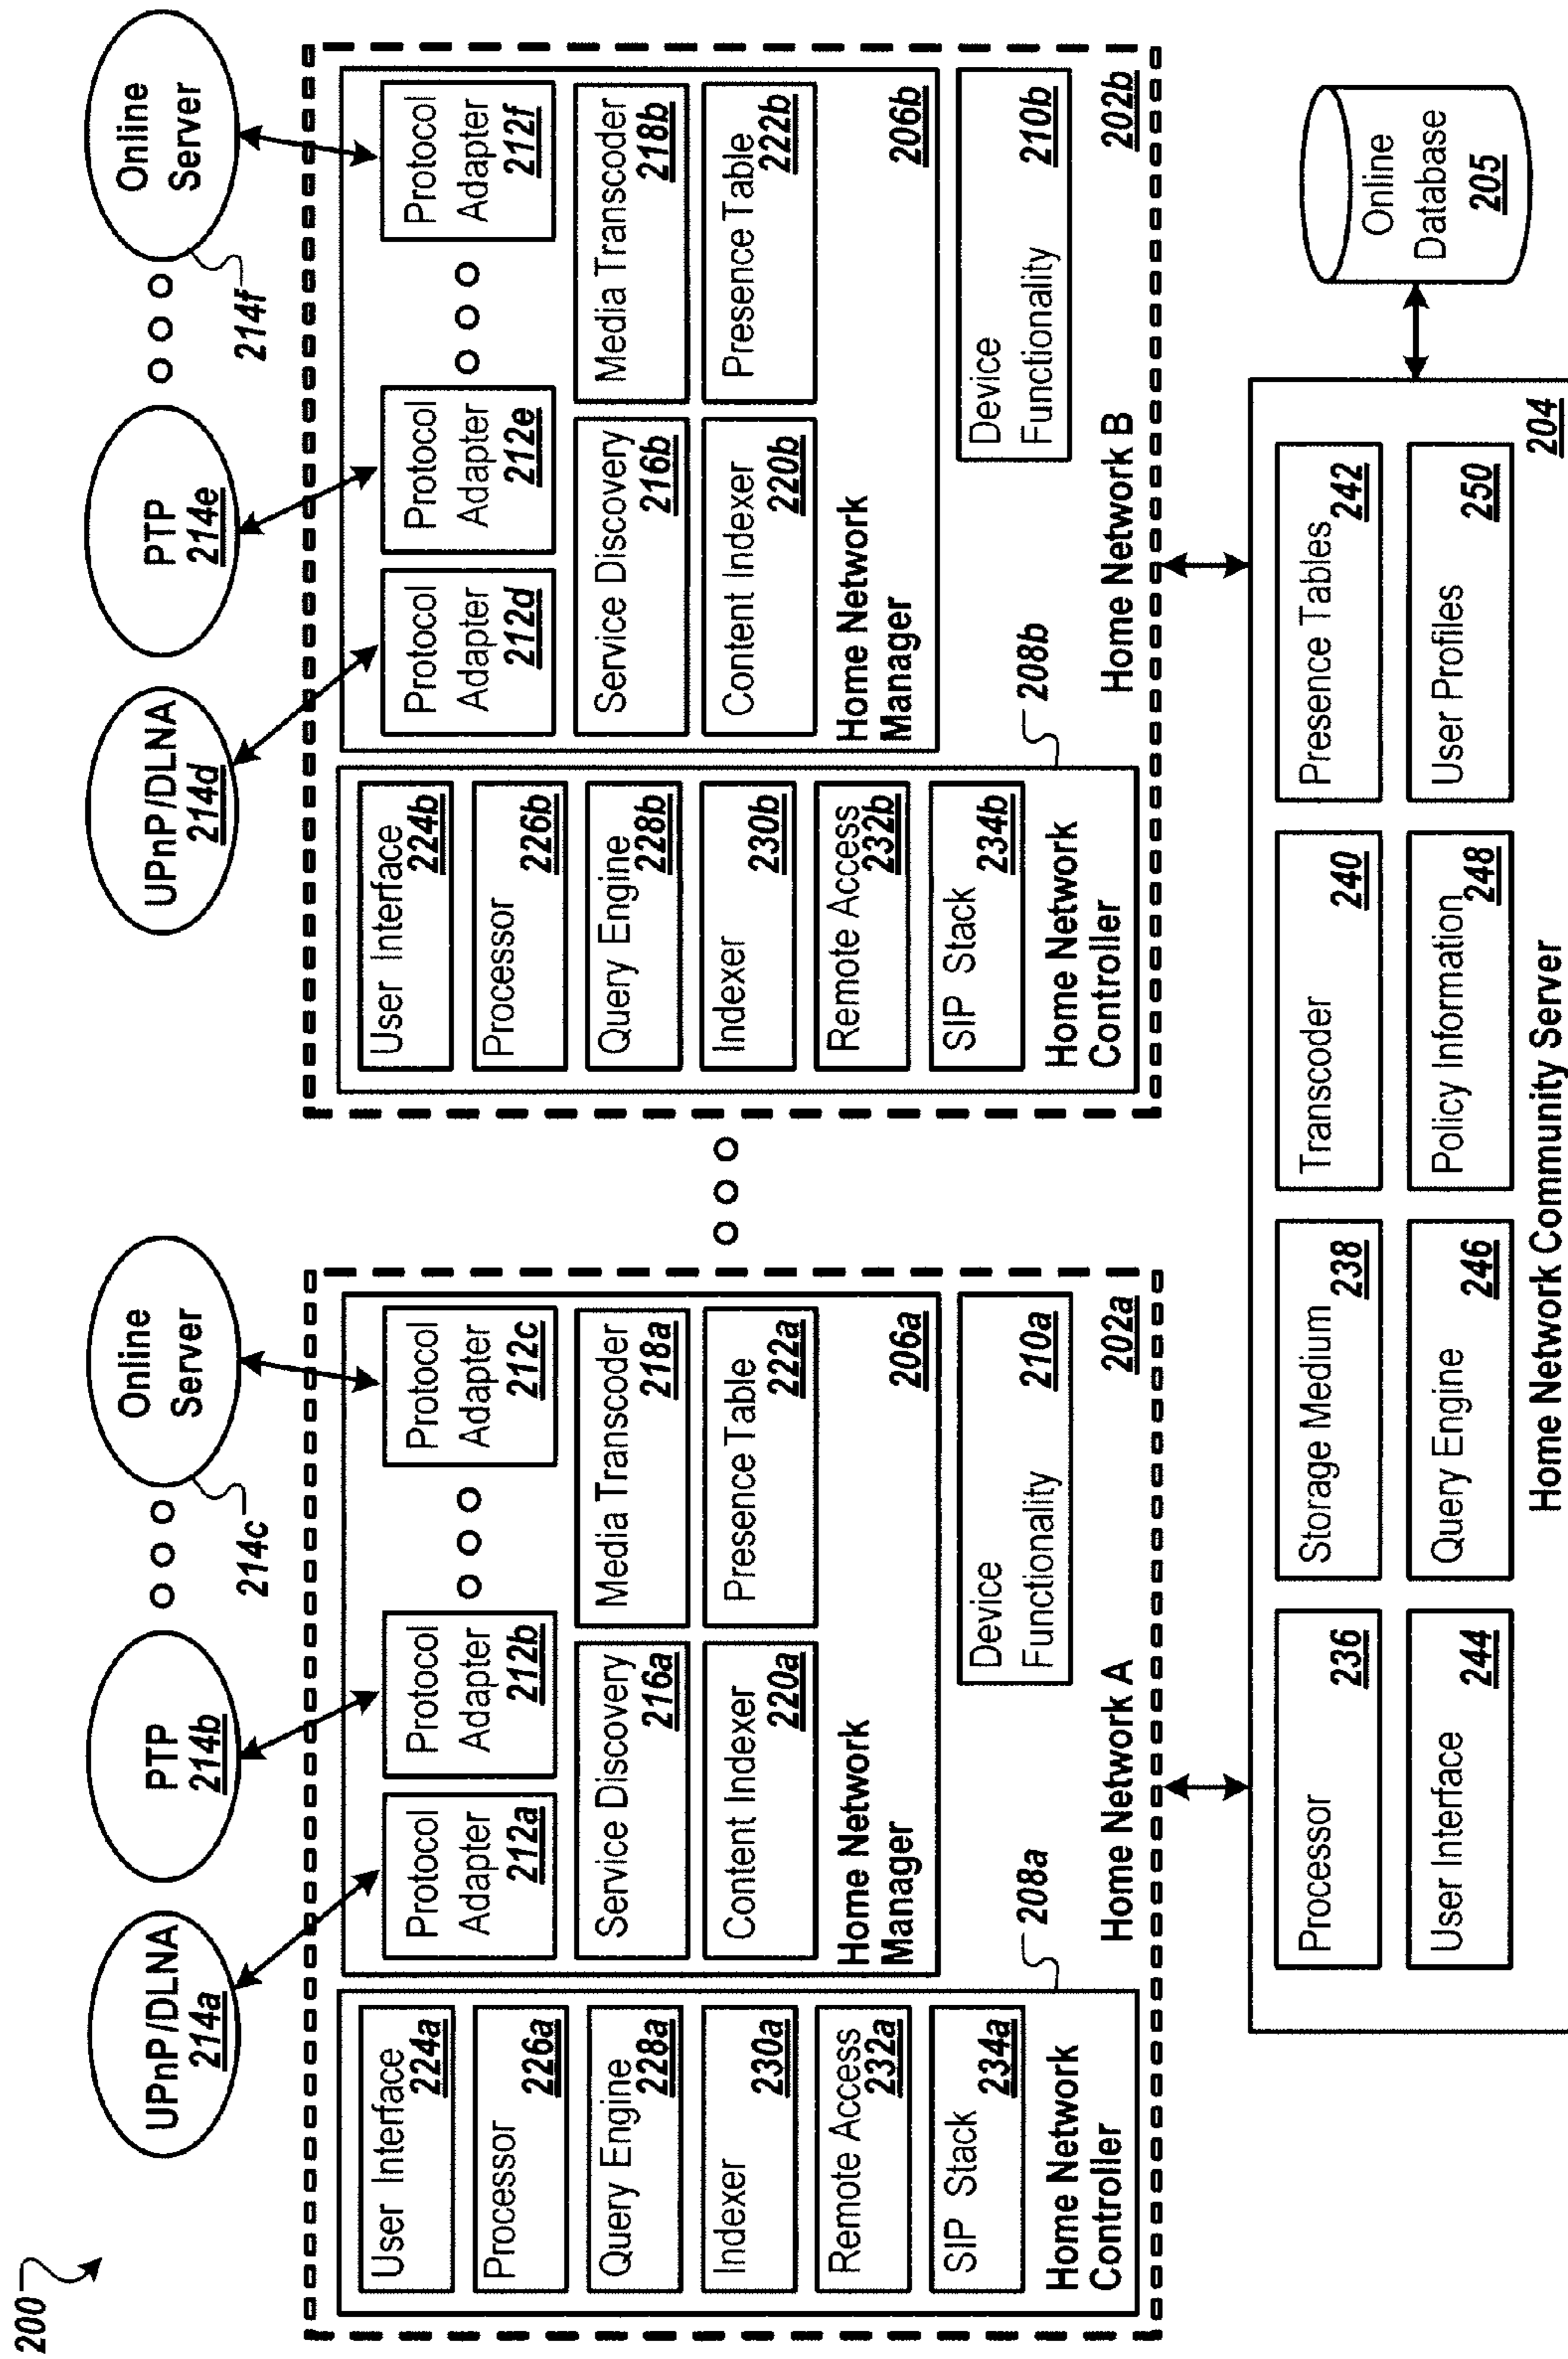 200
UPnP/DLNA
214a
PTP
214b
Online
Server
214c
UPnP/DLNA
214d
PTP
214e
Online
Server
214f
User Interface
224a
Processor
226a
Query Engine
228a
Indexer
230a
Remote Access
232a
SIP Stack
234a
Home Network
Controller
208a
Protocol
Adapter
212a
Protocol
Adapter
212b
Protocol
Adapter
212c
Service Discovery
216a
Media Transcoder
218a
Content Indexer
220a
Presence Table
222a
Home Network
Manager
206a
Device
Functionality
210a
Home Network A
202a
User Interface
224b
Processor
226b
Query Engine
228b
Indexer
230b
Remote Access
232b
SIP Stack
234b
Home Network
Controller
208b
Protocol
Adapter
212d
Protocol
Adapter
212e
Protocol
Adapter
212f
Service Discovery
216b
Media Transcoder
218b
Content Indexer
220b
Presence Table
222b
Home Network
Manager
206b
Device
Functionality
210b
Home Network B
202b
Processor
236
Storage Medium
238
Transcoder
240
Presence Tables
242
User Interface
244
Query Engine
246
Policy Information
248
User Profiles
250
Home Network Community Server
204
Online
Database
205